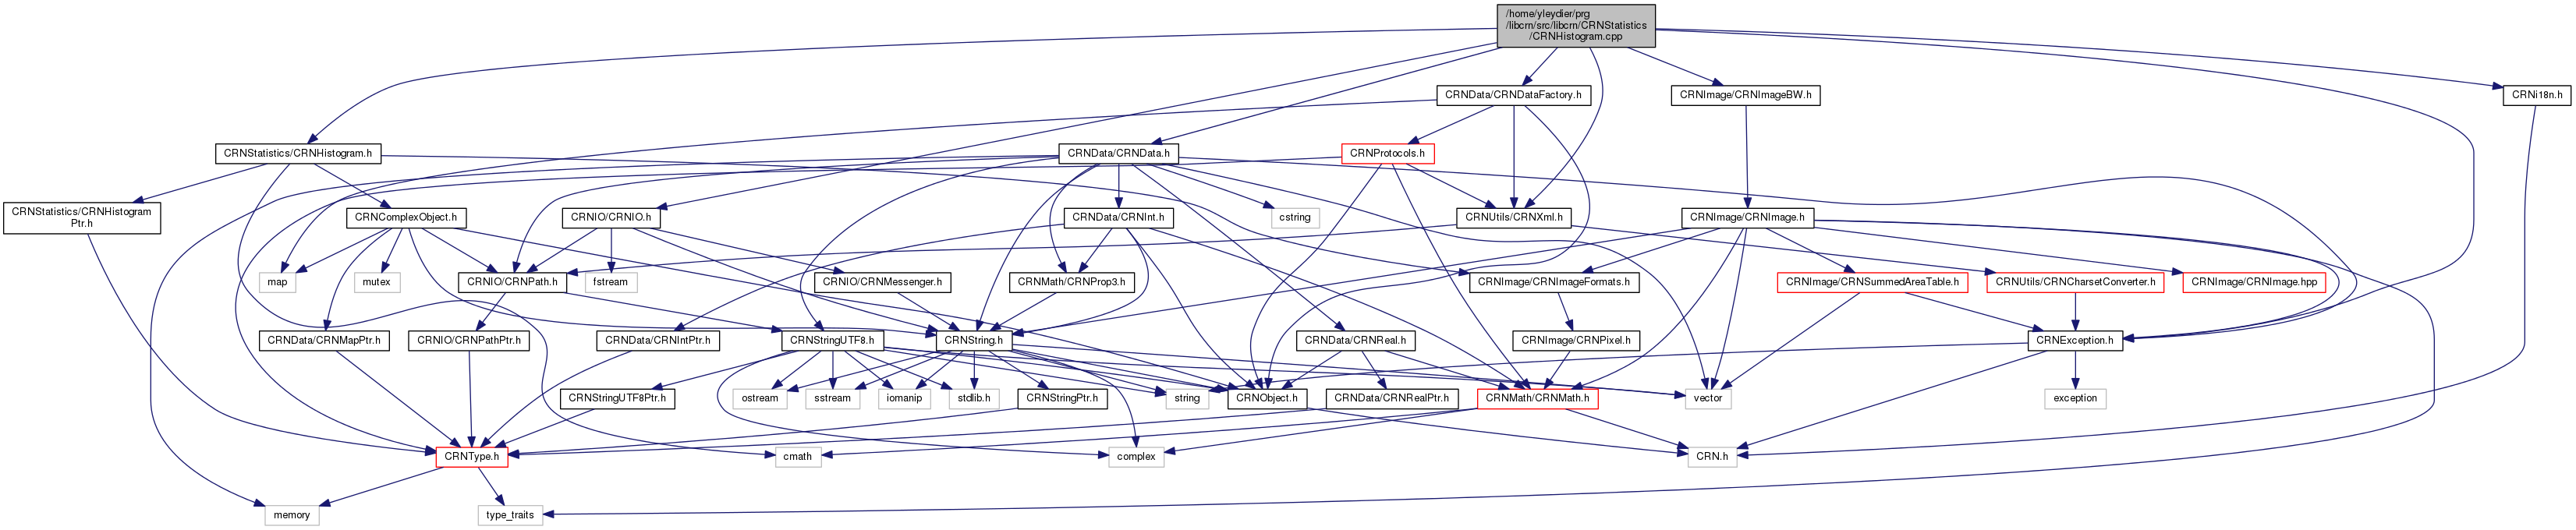 /home/yleydier/prg
/libcrn/src/libcrn/CRNStatistics
/CRNHistogram.cpp
CRNData/CRNDataFactory.h
CRNImage/CRNImageBW.h
CRNi18n.h
CRNStatistics/CRNHistogram.h
CRNData/CRNData.h
CRNProtocols.h
CRNStatistics/CRNHistogram
Ptr.h
CRNComplexObject.h
CRNIO/CRNIO.h
cstring
CRNData/CRNInt.h
CRNUtils/CRNXml.h
CRNImage/CRNImage.h
map
mutex
CRNIO/CRNPath.h
fstream
CRNIO/CRNMessenger.h
CRNMath/CRNProp3.h
CRNImage/CRNImageFormats.h
CRNImage/CRNSummedAreaTable.h
CRNUtils/CRNCharsetConverter.h
CRNImage/CRNImage.hpp
CRNData/CRNMapPtr.h
CRNIO/CRNPathPtr.h
CRNData/CRNIntPtr.h
CRNStringUTF8.h
CRNString.h
CRNData/CRNReal.h
CRNImage/CRNPixel.h
CRNException.h
CRNStringUTF8Ptr.h
ostream
sstream
iomanip
stdlib.h
CRNStringPtr.h
string
CRNObject.h
CRNData/CRNRealPtr.h
CRNMath/CRNMath.h
vector
exception
CRNType.h
cmath
complex
CRN.h
memory
type_traits